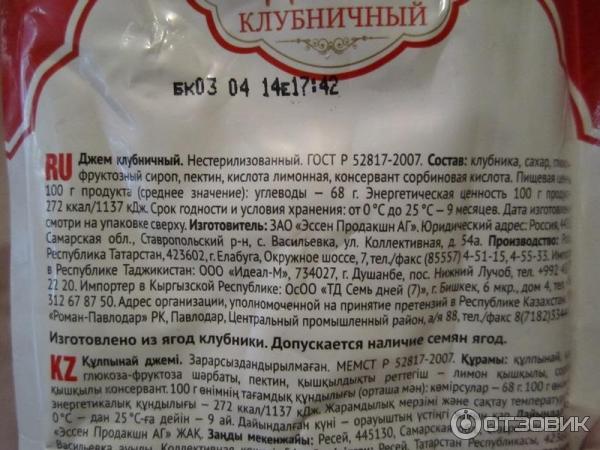 КЛУБНИЧНЫЙ
БК03 04 14Е17:42
RU Джем клубничный. Нестерилизованный. ГОСТ Р 52817-2007. Состав: клубника, сахар,
фруктозный сироп, пектин, кислота лимонная, консервант сорбиновая кислота. Пищевая
100 г продукта (среднее значение): углеводы – 68 г. Энергетическая ценность 100 г
272 ккал/1137 кДж. Срок годности и условия хранения: от 0 °С до 25 °С – 9 месяцев. Дата
смотри на упаковке сверху. Изготовитель: ЗАО «Эссен Продакшн АГ». Юридический адрес: Россия,
Самарская обл., Ставропольский р-н, с. Васильевка, ул. Коллективная, д. 54а. Производство:
Республика Татарстан, 423602, г. Елабуга, Окружное шоссе, 7, тел./факс (85557) 4-51-15, 4-55-33.
в Республике Таджикистан: ООО «Идеал-М», 734027, г. Душанбе, пос. Нижний Лучоб, тел. +992
22 20. Импортер в Кыргызской Республике: ОсОО «ТД Семь дней (7)», г. Бишкек, 6 мкр., дом 4,
312 67 87 50. Адрес организации, уполномоченной на принятие претензий в Республике Казахстан
«Роман-Павлодар» РК, Павлодар, Центральный промышленный район, а/я 88, тел./факс 8(7182)
Изготовлено из ягод клубники. Допускается наличие семян ягод.
KZ Құлпынай джемі. Зарарсыздандырылмаған. МЕМСТ Р 52817-2007. Құрамы: құлпынай,
глюкоза-фруктоза шәрбаты, пектин, қышқылдықты реттегіш – лимон қышқылы,
қышқылы консервант. 100 г өнімнің тағамдық құндылығы (орташа мән): көмірсулар – 68 г. 100 г
энергетикалық құндылығы – 272 ккал/1137 кДж. Жарамдылық мерзімі және сақтау
0°С – дан 25 °С-ға дейін – 9 ай. Дайындалған күні – орауыштың үстіңгі
«Эссен Продакшн АГ» ЖАҚ. Заңды мекенжайы: Ресей, 445130, Самарская
Васильевка ауылы, Татарстан Республикасы,
ОТЗОВИК